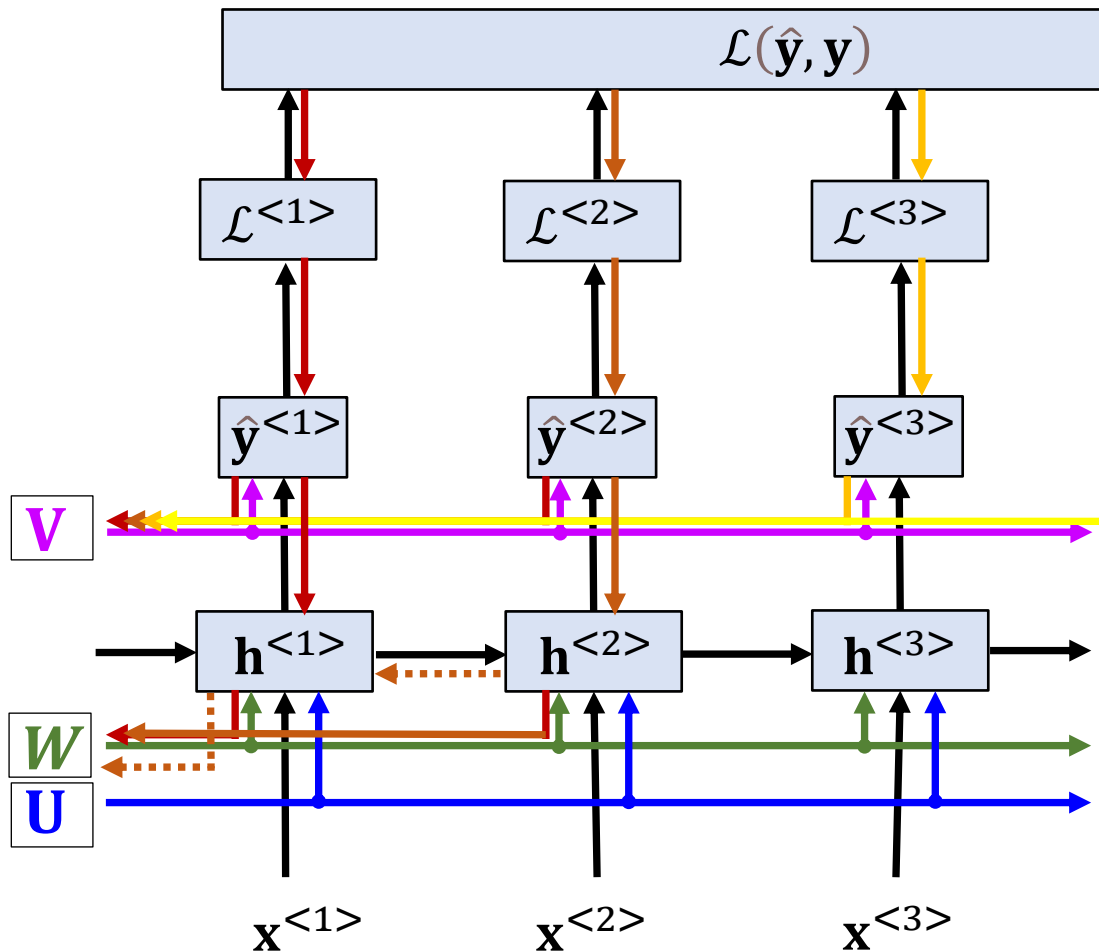 ℒ(ŷ, y)
ℒ<1> ℒ<2> ℒ<3>
ŷ<1> ŷ<2> ŷ<3>
V
h<1> h<2> h<3>
W
U
x<1> x<2> x<3>